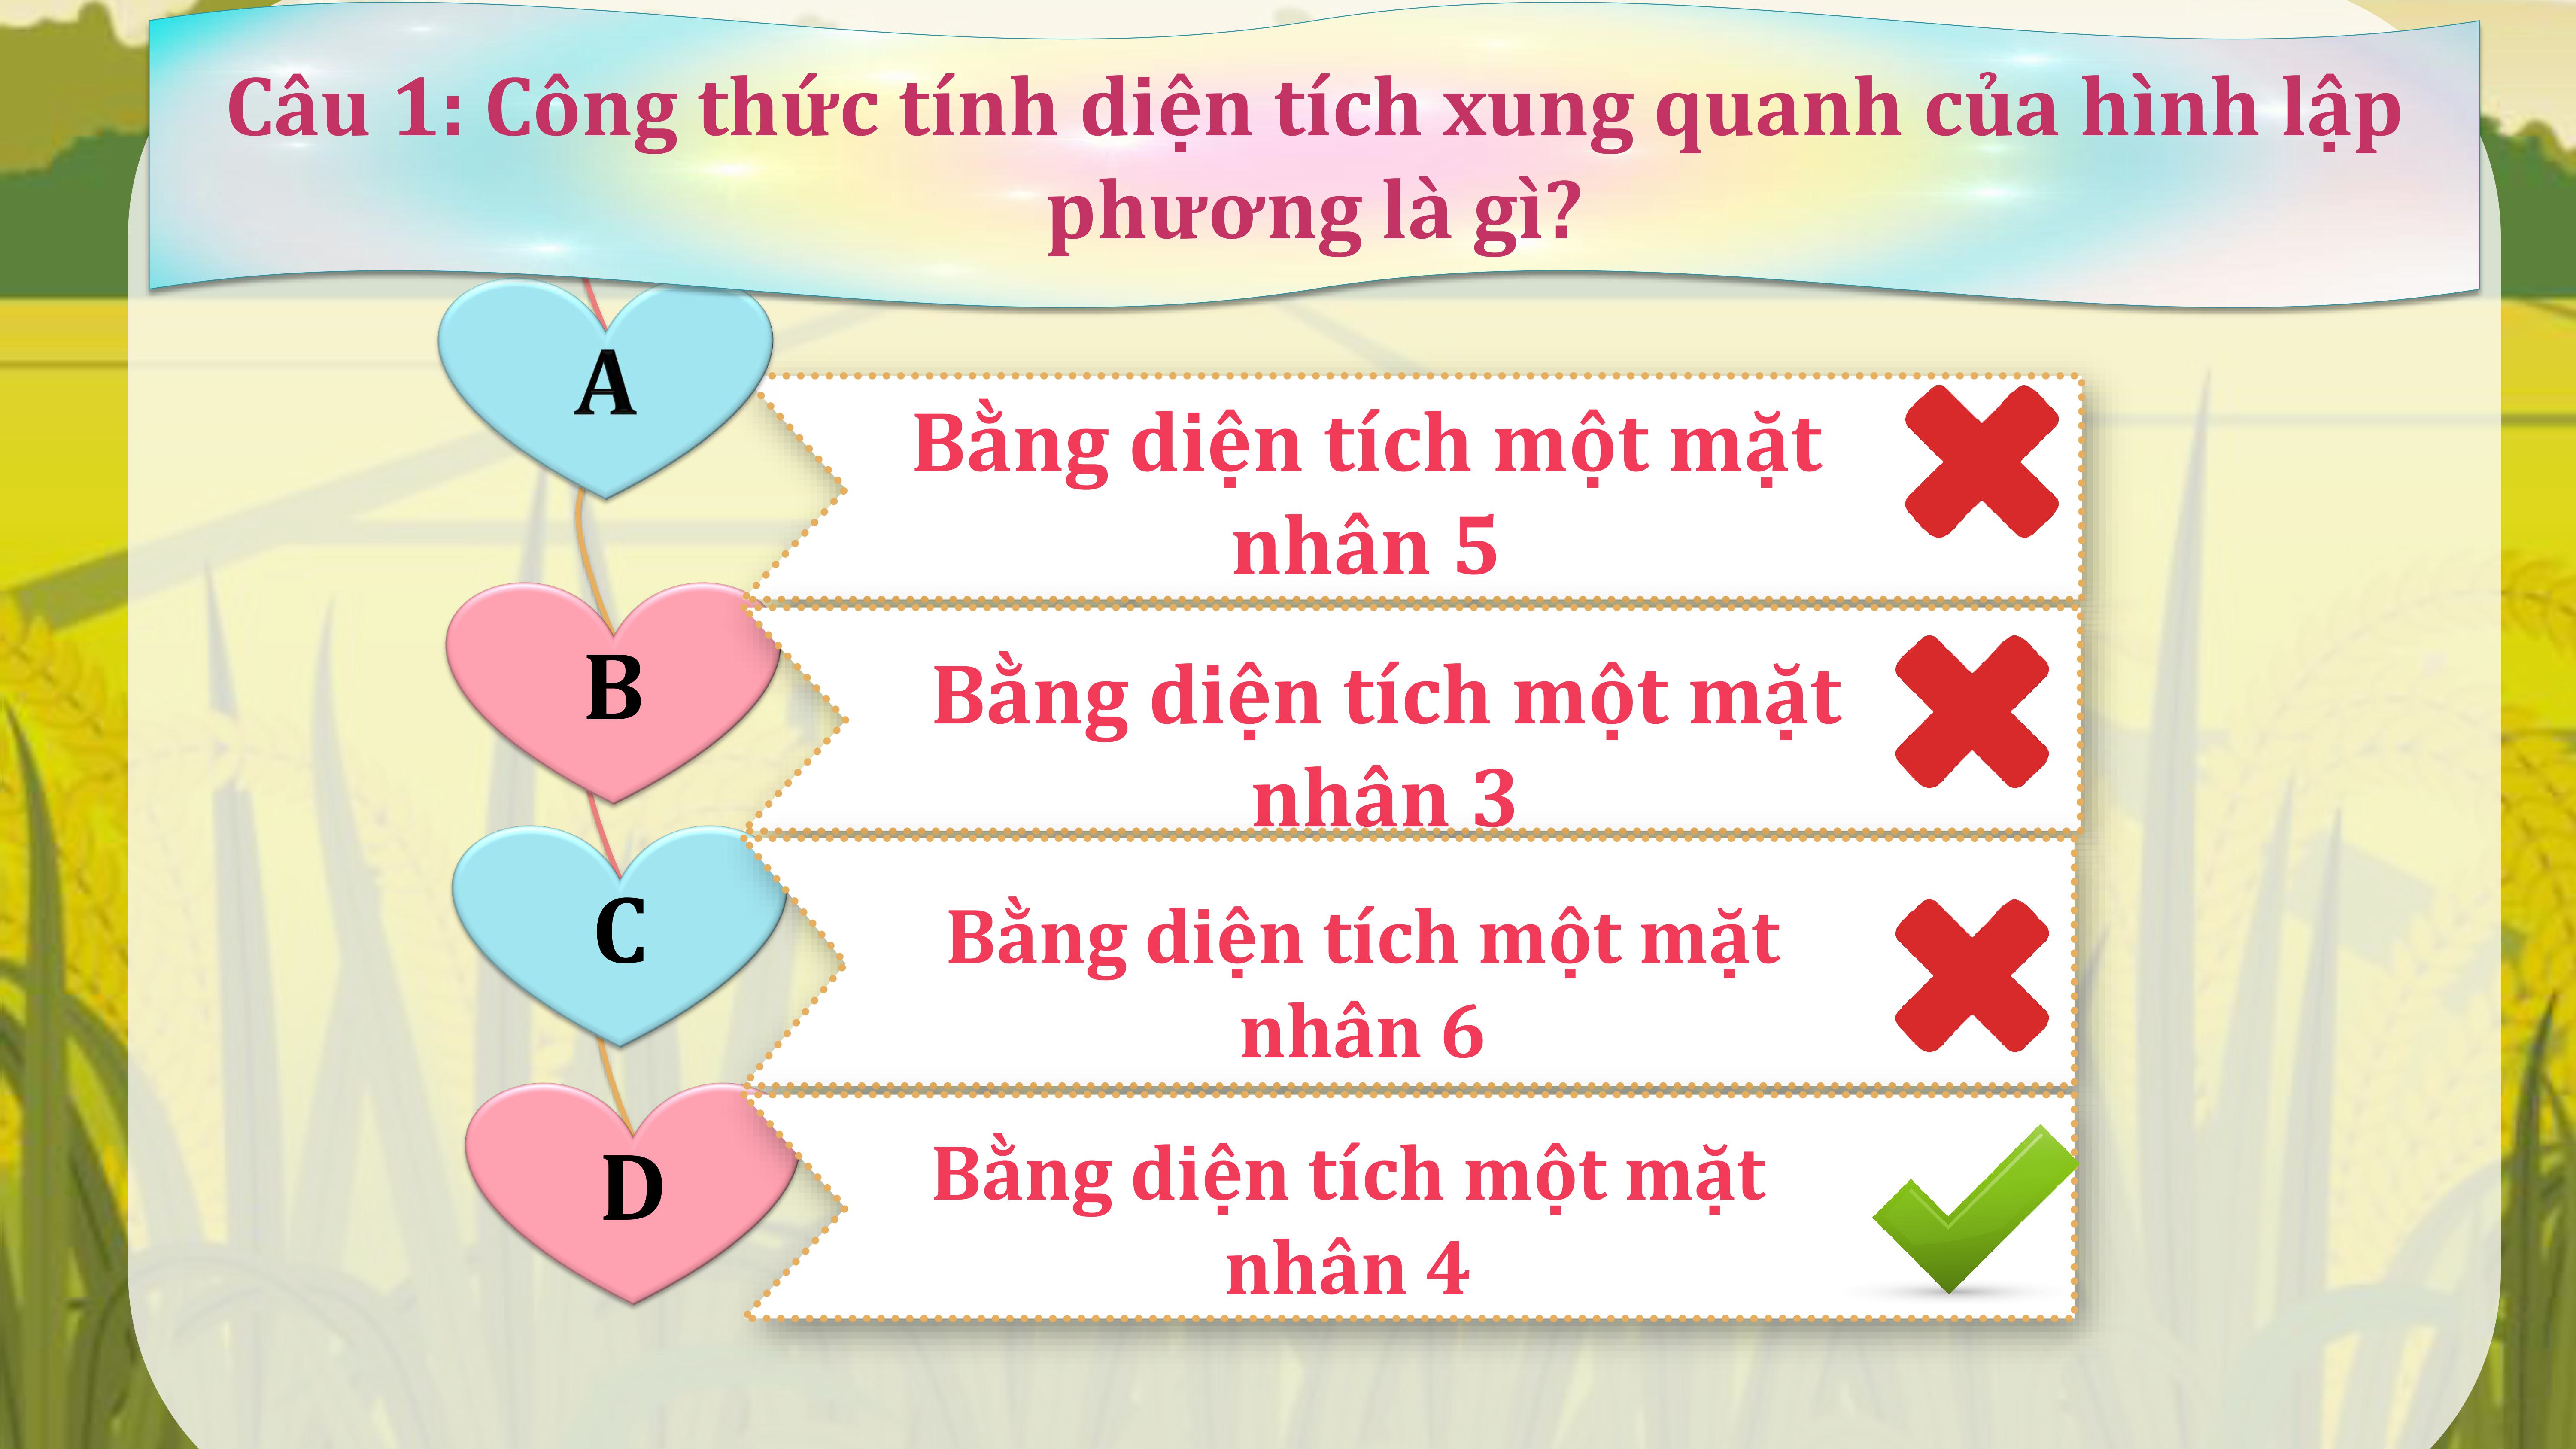 Câu 1: Công thức tính diện tích xung quanh của hình lập
phương là gì?
A
Bằng diện tích một mặt
nhân 5
B
Bằng diện tích một mặt
nhân 3
C
Bằng diện tích một mặt
nhân 6
D
Bằng diện tích một mặt
nhân 4